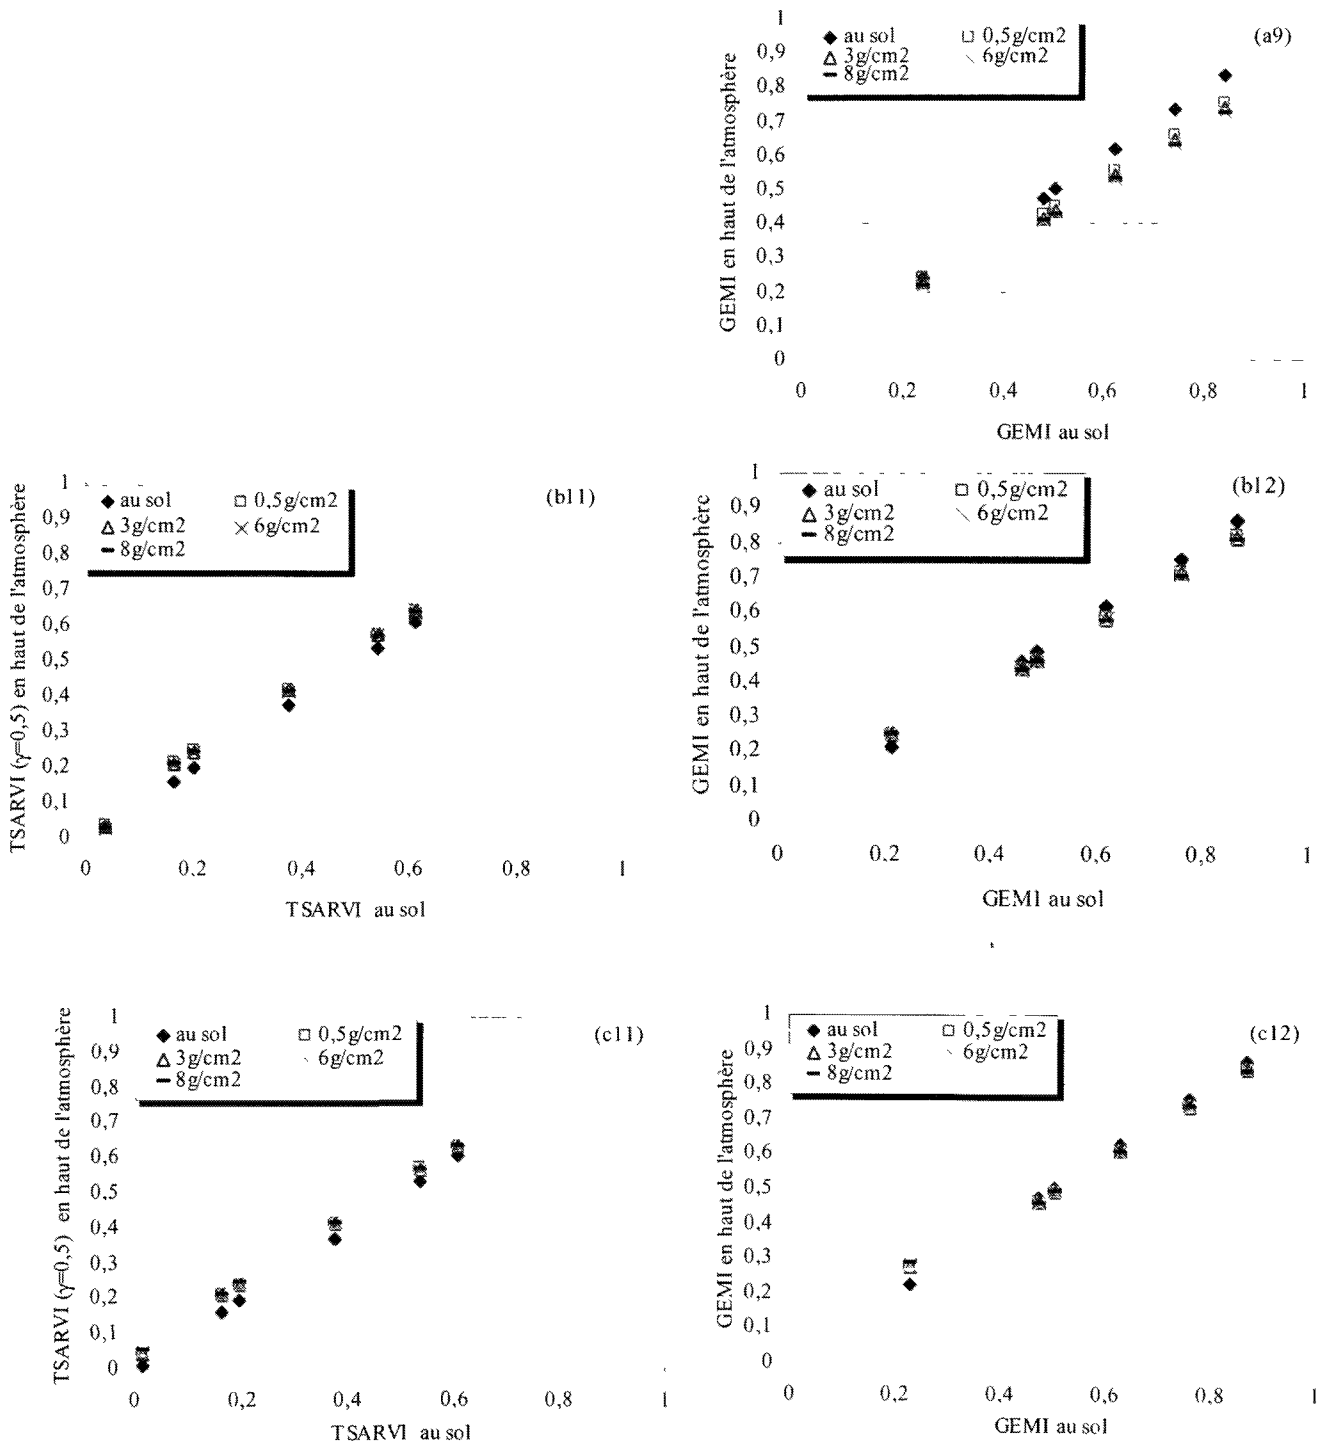 1
0,9
0,8
0,7
0,6
0,5
0,4
0,3
0,2
0,1
0
GEMI en haut de l'atmosphère
au sol 0,5g/cm2
3g/cm2 6g/cm2
8g/cm2
(a9)
0 0,2 0,4 0,6 0,8 1
GEMI au sol
TSARVI (γ=0,5) en haut de l'atmosphère
1
0,9
0,8
0,7
0,6
0,5
0,4
0,3
0,2
0,1
0
au sol 0,5g/cm2
3g/cm2 6g/cm2
8g/cm2
(b11)
0 0,2 0,4 0,6 0,8 1
TSARVI au sol
GEMI en haut de l'atmosphère
1
0,9
0,8
0,7
0,6
0,5
0,4
0,3
0,2
0,1
0
au sol 0,5g/cm2
3g/cm2 6g/cm2
8g/cm2
(b12)
0 0,2 0,4 0,6 0,8 1
GEMI au sol
TSARVI (γ=0,5) en haut de l'atmosphère
1
0,9
0,8
0,7
0,6
0,5
0,4
0,3
0,2
0,1
0
au sol 0,5g/cm2
3g/cm2 6g/cm2
8g/cm2
(c11)
0 0,2 0,4 0,6 0,8 1
TSARVI au sol
GEMI en haut de l'atmosphère
1
0,9
0,8
0,7
0,6
0,5
0,4
0,3
0,2
0,1
0
au sol 0,5g/cm2
3g/cm2 6g/cm2
8g/cm2
(c12)
0 0,2 0,4 0,6 0,8 1
GEMI au sol